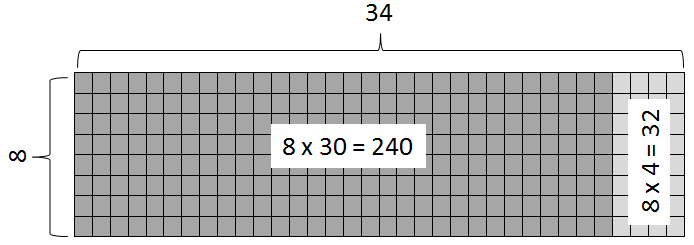 34
8
8 x 30 = 240
8 x 4 = 32